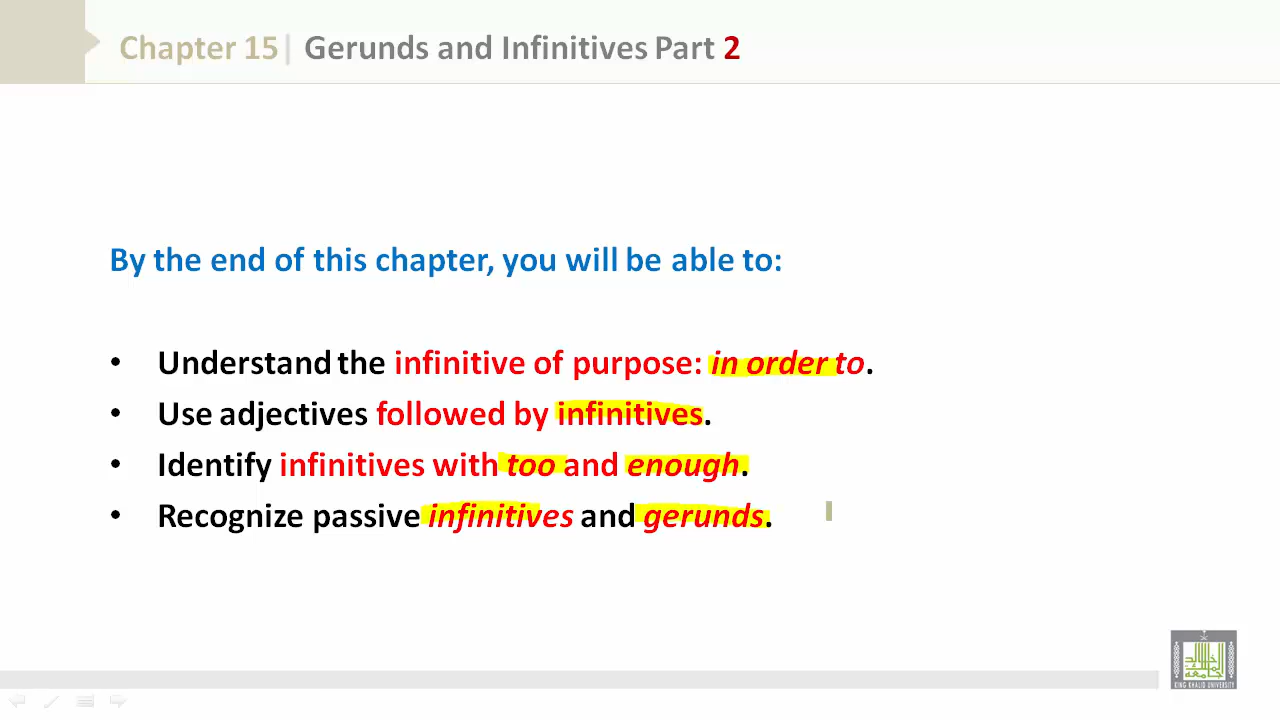 Chapter 15| Gerunds and Infinitives Part 2
By the end of this chapter, you will be able to:
• Understand the infinitive of purpose: in order to.
• Use adjectives followed by infinitives.
• Identify infinitives with too and enough.
• Recognize passive infinitives and gerunds.
KING KHALID UNIVERSITY